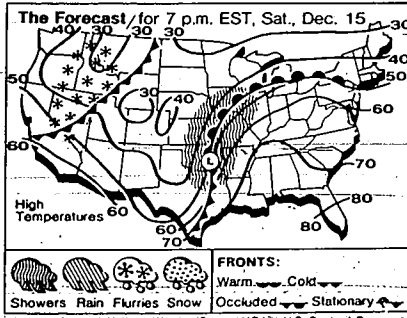 The Forecast/for 7 p.m. EST, Sat., Dec. 15
40 30 30 30
40
50 50
30 40 60
60
70
High
Temperatures
60 60 80 80
70
FRONTS:
Warm Cold
Showers Rain Flurries Snow Occluded Stationary